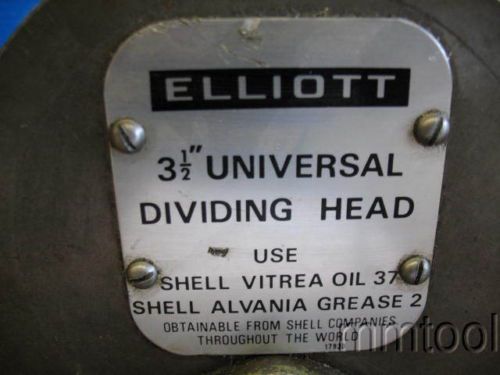 ELLIOTT
3½" UNIVERSAL
DIVIDING HEAD
USE
SHELL VITREA OIL 37
SHELL ALVANIA GREASE 2
OBTAINABLE FROM SHELL COMPANIES
THROUGHOUT THE WORLD
mmtool